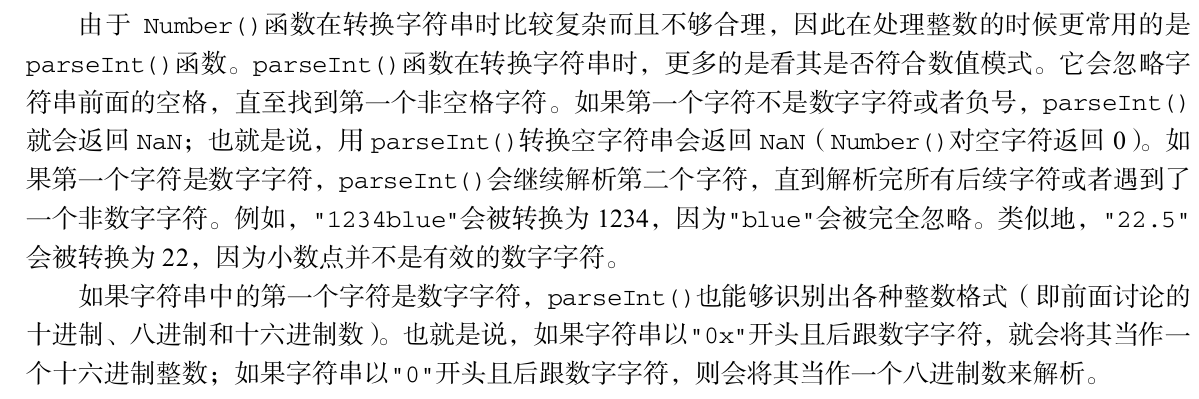 由于 Number()函数在转换字符串时比较复杂而且不够合理，因此在处理整数的时候更常用的是
parseInt()函数。parseInt()函数在转换字符串时，更多的是看其是否符合数值模式。它会忽略字
符串前面的空格，直至找到第一个非空格字符。如果第一个字符不是数字字符或者负号，parseInt()
就会返回 NaN；也就是说，用 parseInt()转换空字符串会返回 NaN（Number()对空字符返回 0）。如
果第一个字符是数字字符，parseInt()会继续解析第二个字符，直到解析完所有后续字符或者遇到了
一个非数字字符。例如，"1234blue"会被转换为 1234，因为"blue"会被完全忽略。类似地，"22.5"
会被转换为 22，因为小数点并不是有效的数字字符。
如果字符串中的第一个字符是数字字符，parseInt()也能够识别出各种整数格式（即前面讨论的
十进制、八进制和十六进制数）。也就是说，如果字符串以"0x"开头且后跟数字字符，就会将其当作一
个十六进制整数；如果字符串以"0"开头且后跟数字字符，则会将其当作一个八进制数来解析。